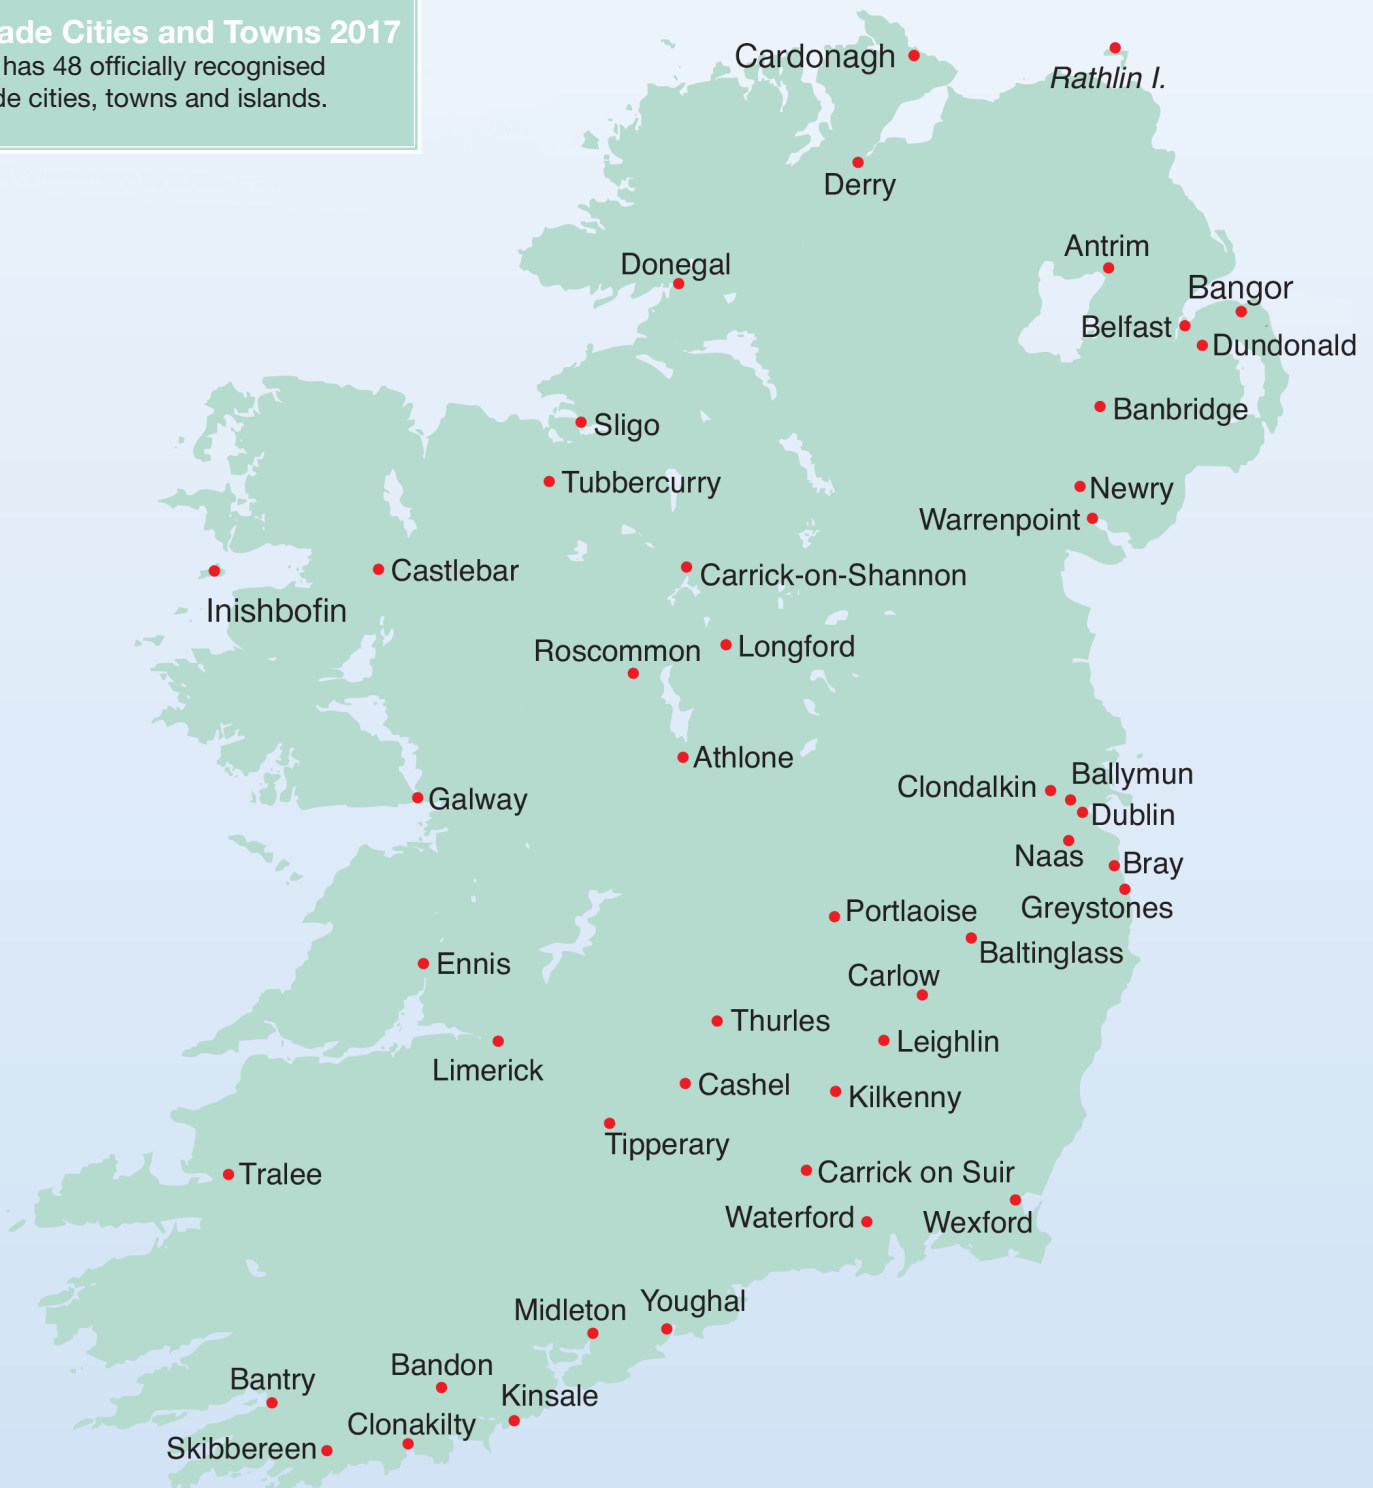 ade Cities and Towns 2017
has 48 officially recognised
de cities, towns and islands.
Cardonagh
Rathlin I.
Derry
Antrim
Donegal
Bangor
Belfast
Dundonald
Banbridge
Sligo
Tubbercurry
Newry
Warrenpoint
Castlebar
Carrick-on-Shannon
Inishbofin
Roscommon
Longford
Athlone
Ballymun
Clondalkin
Galway
Dublin
Naas
Bray
Greystones
Portlaoise
Baltinglass
Ennis
Carlow
Thurles
Leighlin
Limerick
Cashel
Kilkenny
Tipperary
Tralee
Carrick on Suir
Waterford
Wexford
Youghal
Midleton
Bandon
Bantry
Kinsale
Clonakilty
Skibbereen